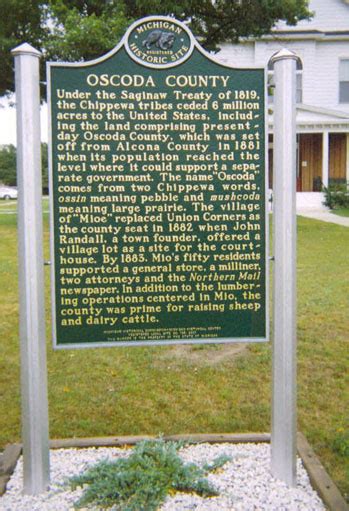 MICHIGAN
REGISTERED
HISTORIC SITE
OSCODA COUNTY
Under the Saginaw Treaty of 1819,
the Chippewa tribes ceded 6 million
acres to the United States, includ-
ing the land comprising present-
day Oscoda County, which was set
off from Alcona County in 1881
when its population reached the
level where it could support a sepa-
rate government. The name "Oscoda"
comes from two Chippewa words,
ossin meaning pebble and mushcoda
meaning large prairie. The village
of "Mioe" replaced Union Corners as
the county seat in 1882 when John
Randall, a town founder, offered a
village lot as a site for the court-
house. By 1883, Mio's fifty residents
supported a general store, a milliner,
two attorneys and the Northern Mail
newspaper. In addition to the lumber-
ing operations centered in Mio, the
county was prime for raising sheep
and dairy cattle.